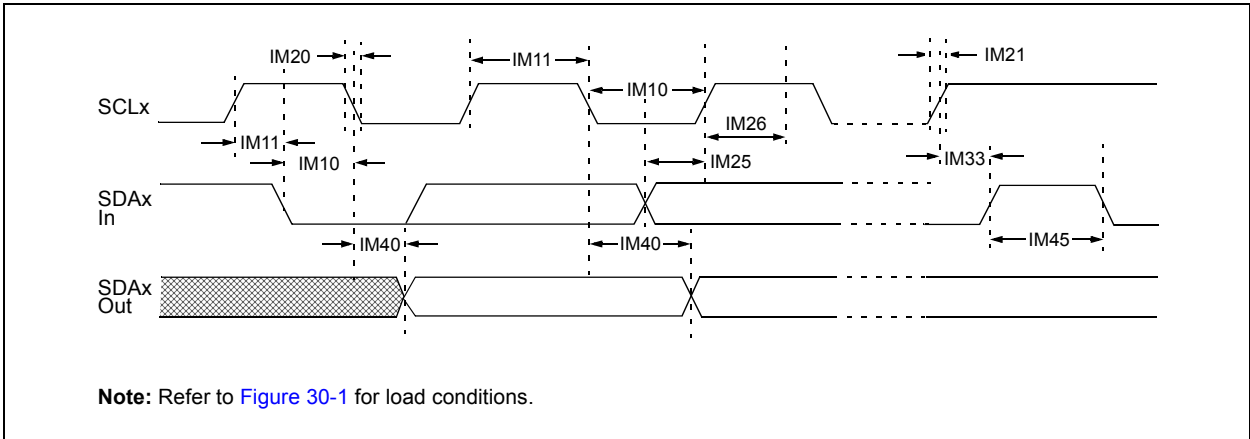 IM20
IM11
IM21
IM10
SCLx
IM26
IM11
IM10
IM25
IM33
SDAx
In
IM40
IM40
IM45
SDAx
Out
Note: Refer to Figure 30-1 for load conditions.